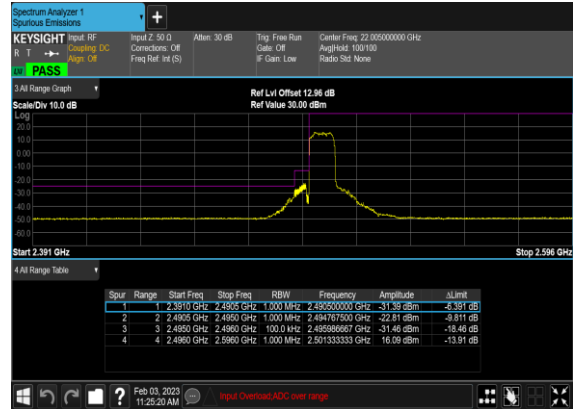 Spectrum Analyzer 1
Spurious Emissions
+
KEYSIGHT Input: RF Input Z: 50 Ω Atten: 30 dB Trig: Free Run Center Freq: 22.005000000 GHz
R T Coupling: DC Corrections: Off Gate: Off Avg|Hold: 100/100
Align: Off Freq Ref: Int (S) IF Gain: Low Radio Std: None
PASS
3 All Range Graph
Ref Lvl Offset 12.96 dB
Scale/Div 10.0 dB Ref Value 30.00 dBm
Log
20.0
10.0
0.00
-10.0
-20.0
-30.0
-40.0
-50.0
-60.0
Start 2.391 GHz Stop 2.596 GHz
4 All Range Table
Spur Range Start Freq Stop Freq RBW Frequency Amplitude ΔLimit
1 1 2.3910 GHz 2.4905 GHz 1.000 MHz 2.490500000 GHz -31.39 dBm -6.391 dB
2 2 2.4905 GHz 2.4950 GHz 1.000 MHz 2.494767500 GHz -22.81 dBm -9.811 dB
3 3 2.4950 GHz 2.4960 GHz 100.0 kHz 2.495986667 GHz -31.46 dBm -18.46 dB
4 4 2.4960 GHz 2.5960 GHz 1.000 MHz 2.501333333 GHz 16.09 dBm -13.91 dB
? Feb 03, 2023
11:25:20 AM
Input Overload:ADC over range